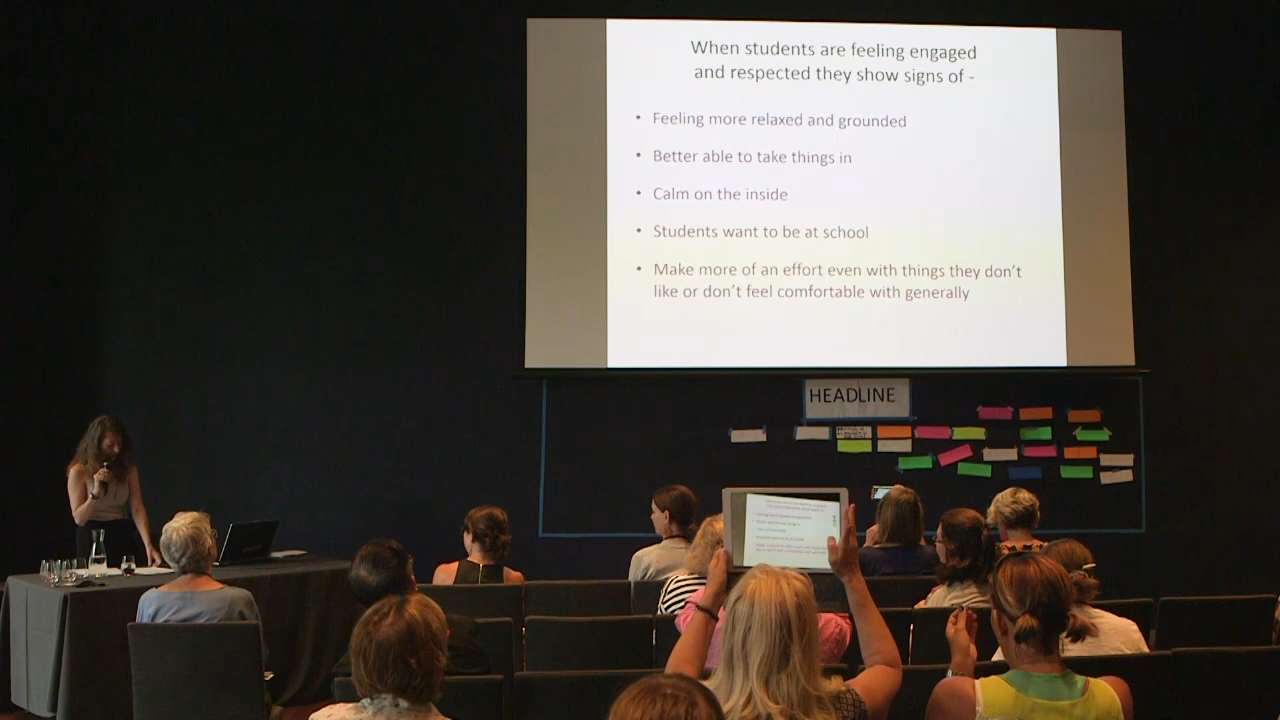 When students are feeling engaged
and respected they show signs of -
• Feeling more relaxed and grounded
• Better able to take things in
• Calm on the inside
• Students want to be at school
• Make more of an effort even with things they don't
like or don't feel comfortable with generally
HEADLINE